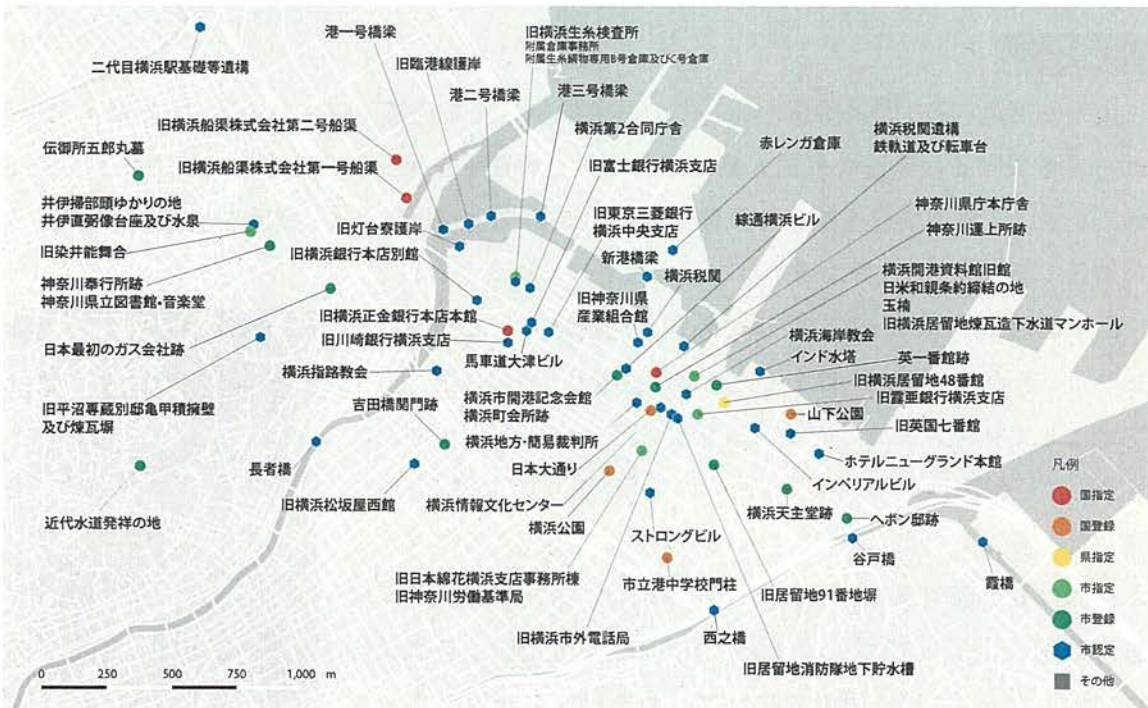 二代目横浜駅基礎等遺構
港一号橋梁
旧臨港線護岸
港二号橋梁
旧横浜生糸検査所
附属倉庫事務所
附属生糸絹物専用B号倉庫及びC号倉庫
港三号橋梁
横浜第2合同庁舎
旧富士銀行横浜支店
赤レンガ倉庫
横浜税関遺構
鉄軌道及び転車台
旧横浜船渠株式会社第二号船渠
旧横浜船渠株式会社第一号船渠
伝御所五郎丸墓
井伊掃部頭ゆかりの地
井伊直弼像台座及び水泉
旧染井能舞台
神奈川奉行所跡
神奈川県立図書館・音楽堂
日本最初のガス会社跡
旧平沼専蔵別邸亀甲積擁壁
及び煉瓦塀
近代水道発祥の地
旧灯台寮護岸
旧横浜銀行本店別館
旧横浜正金銀行本店本館
旧川崎銀行横浜支店
横浜指路教会
吉田橋関門跡
長者橋
旧横浜松坂屋西館
旧東京三菱銀行
横浜中央支店
新港橋梁
横浜税関
線通横浜ビル
神奈川県庁本庁舎
神奈川運上所跡
旧神奈川県
産業組合館
横浜開港資料館旧館
日米和親条約締結の地
玉楠
旧横浜居留地煉瓦造下水道マンホール
横浜海岸教会
インド水塔
英一番館跡
旧横浜居留地48番館
旧露亜銀行横浜支店
馬車道大津ビル
横浜市開港記念会館
横浜町会所跡
横浜地方・簡易裁判所
日本大通り
横浜情報文化センター
横浜公園
旧日本綿花横浜支店事務所棟
旧神奈川労働基準局
旧横浜市外電話局
山下公園
旧英国七番館
ホテルニューグランド本館
インペリアルビル
横浜天主堂跡
ヘボン邸跡
谷戸橋
霞橋
ストロングビル
市立港中学校門柱
西之橋
旧居留地91番地塀
旧居留地消防隊地下貯水槽
凡例
国指定
国登録
県指定
市指定
市登録
市認定
その他
0 250 500 750 1,000 m